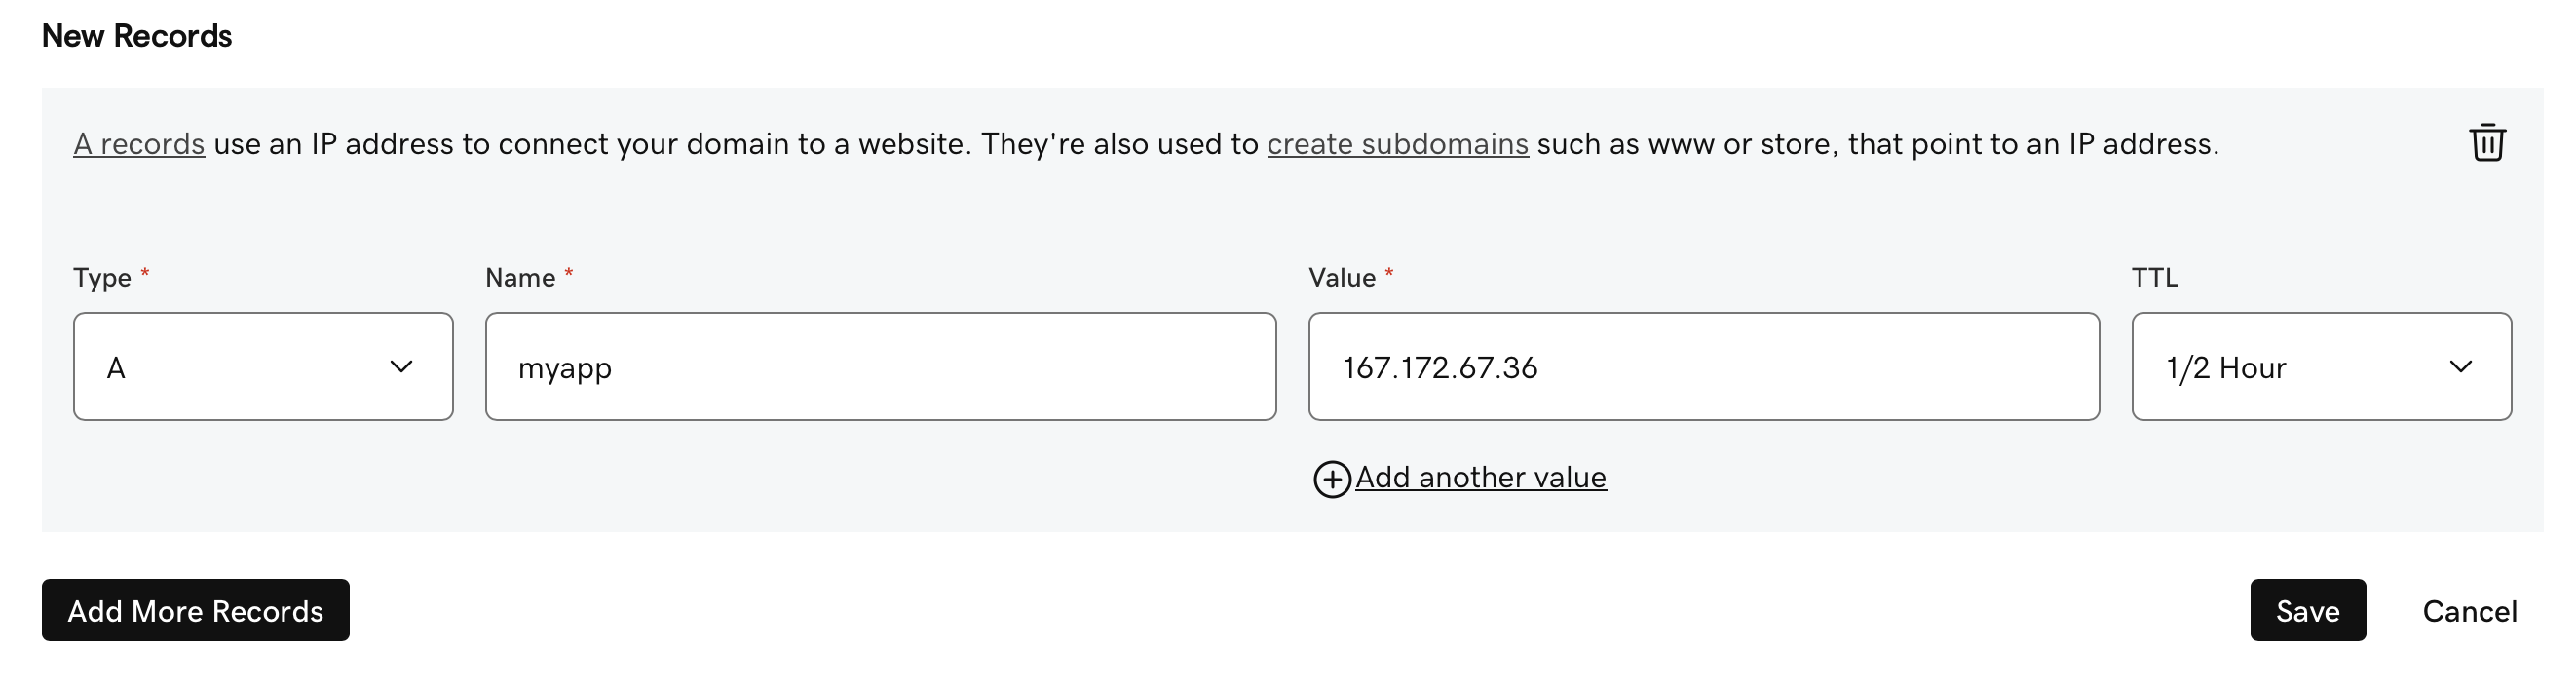 New Records
A records use an IP address to connect your domain to a website. They're also used to create subdomains such as www or store, that point to an IP address.
Type * Name * Value * TTL
A myapp 167.172.67.36 1/2 Hour
Add another value
Add More Records Save Cancel